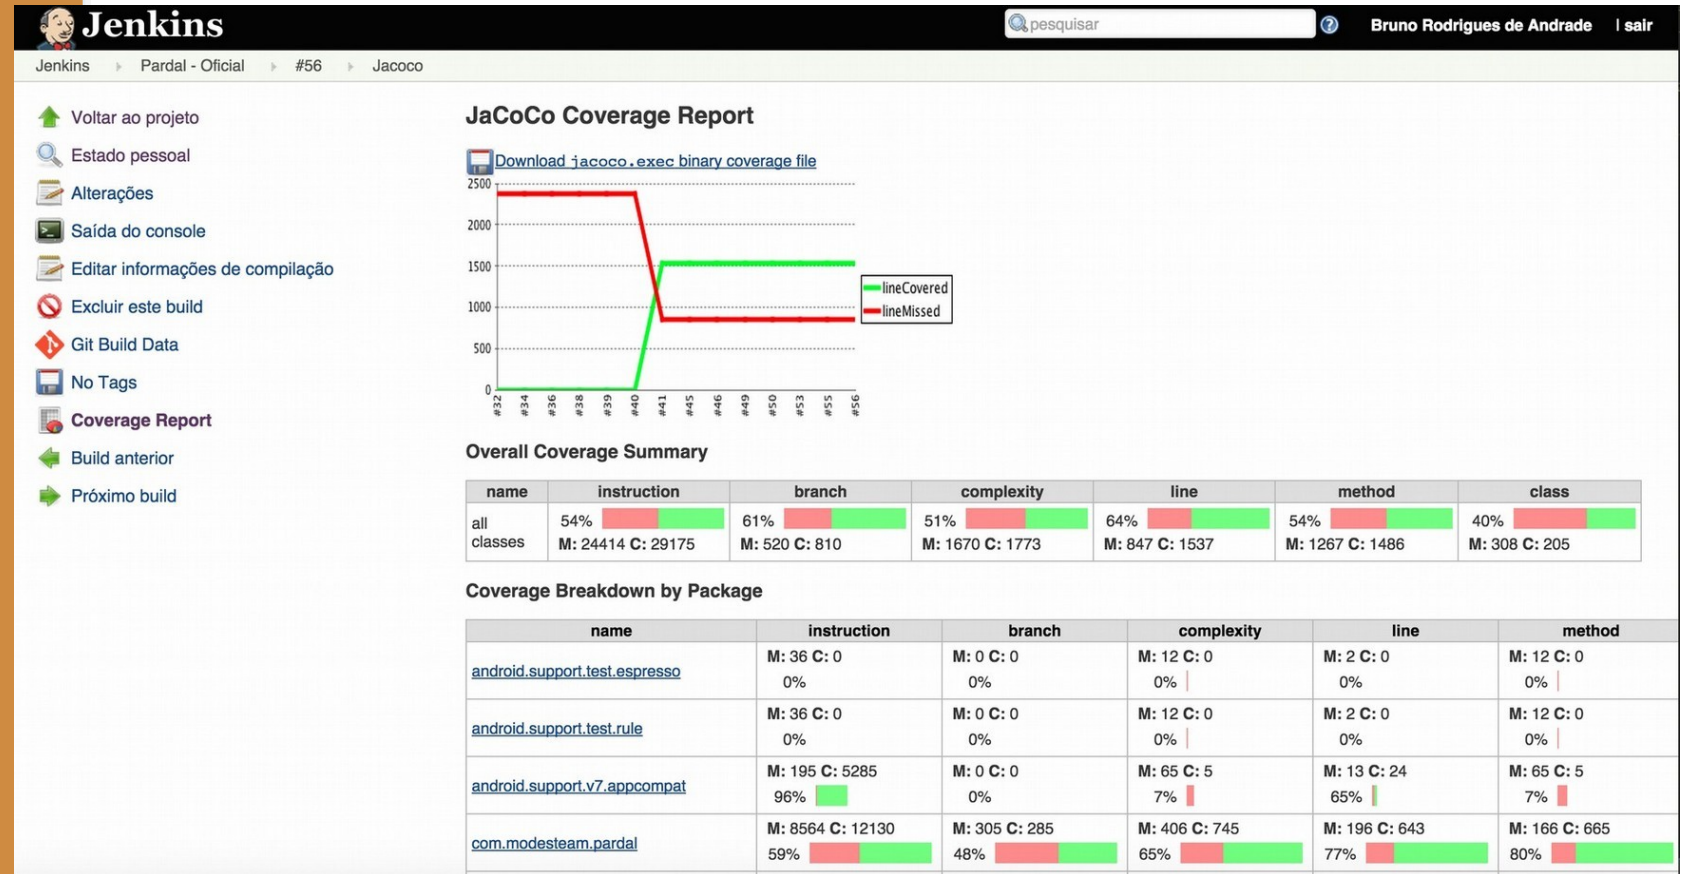 Jenkins
pesquisar
Bruno Rodrigues de Andrade | sair
Jenkins Pardal - Oficial #56 Jacoco
Voltar ao projeto
Estado pessoal
Alterações
Saída do console
Editar informações de compilação
Excluir este build
Git Build Data
No Tags
Coverage Report
Build anterior
Próximo build
JaCoCo Coverage Report
Download jacoco.exec binary coverage file
2500
2000
1500
1000
500
0
#32 #34 #36 #38 #39 #40 #41 #45 #46 #49 #50 #53 #55 #56
lineCovered
lineMissed
Overall Coverage Summary
name instruction branch complexity line method class
all classes
54% 61% 51% 64% 54% 40%
M: 24414 C: 29175 M: 520 C: 810 M: 1670 C: 1773 M: 847 C: 1537 M: 1267 C: 1486 M: 308 C: 205
Coverage Breakdown by Package
name instruction branch complexity line method
android.support.test.espresso
M: 36 C: 0 M: 0 C: 0 M: 12 C: 0 M: 2 C: 0 M: 12 C: 0
0% 0% 0% 0% 0%
android.support.test.rule
M: 36 C: 0 M: 0 C: 0 M: 12 C: 0 M: 2 C: 0 M: 12 C: 0
0% 0% 0% 0% 0%
android.support.v7.appcompat
M: 195 C: 5285 M: 0 C: 0 M: 65 C: 5 M: 13 C: 24 M: 65 C: 5
96% 0% 7% 65% 7%
com.modesteam.pardal
M: 8564 C: 12130 M: 305 C: 285 M: 406 C: 745 M: 196 C: 643 M: 166 C: 665
59% 48% 65% 77% 80%